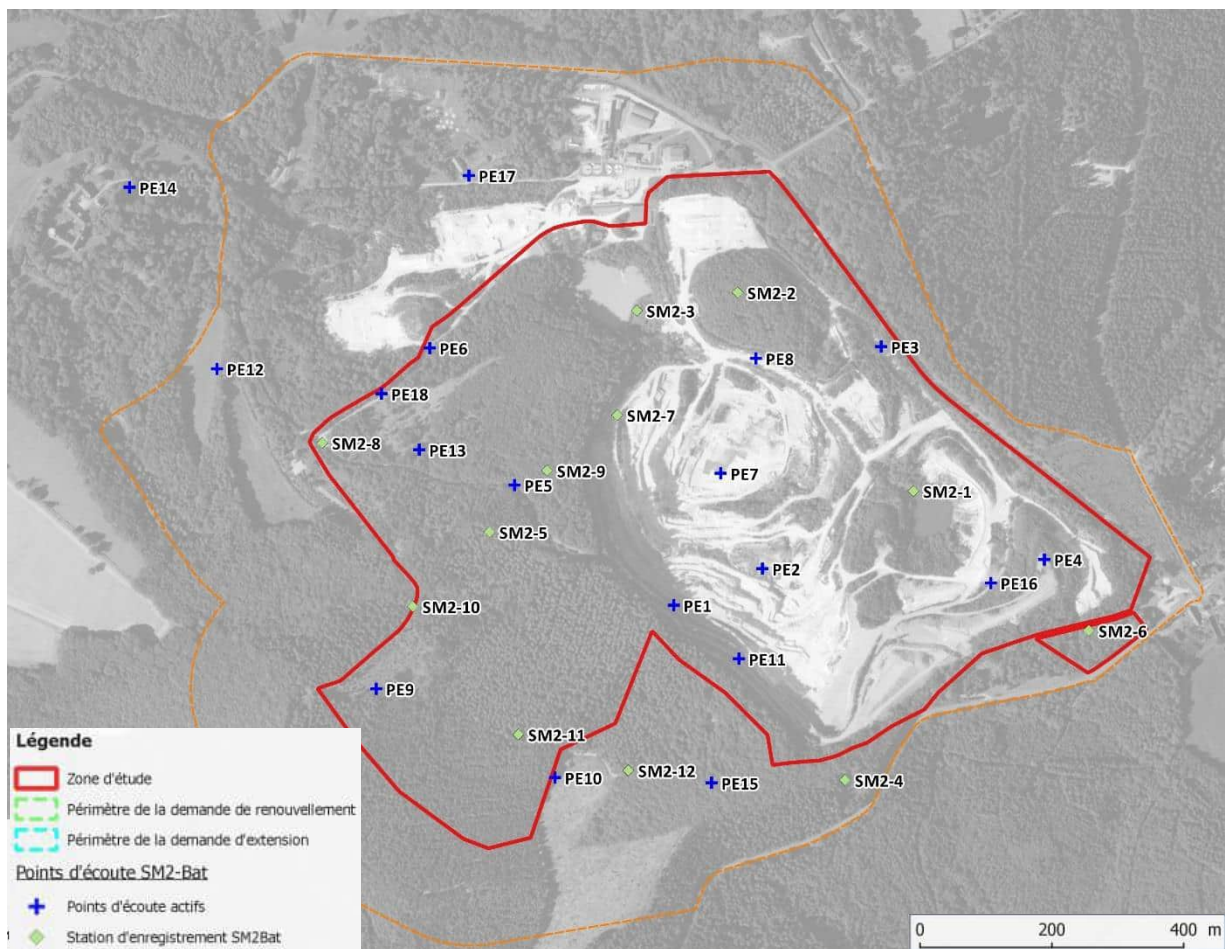 PE17
PE14
SM2-2
SM2-3
PE3
PE6
PE8
PE12
PE18
SM2-7
SM2-8
PE13
SM2-9
PE7
PE5
SM2-1
SM2-5
PE4
PE2
PE16
SM2-10
PE1
SM2-6
PE11
PE9
SM2-11
SM2-12
PE10
PE15
SM2-4
Légende
Zone d'étude
Périmètre de la demande de renouvellement
Périmètre de la demande d'extension
Points d'écoute SM2-Bat
Points d'écoute actifs
Station d'enregistrement SM2Bat
0 200 400 m